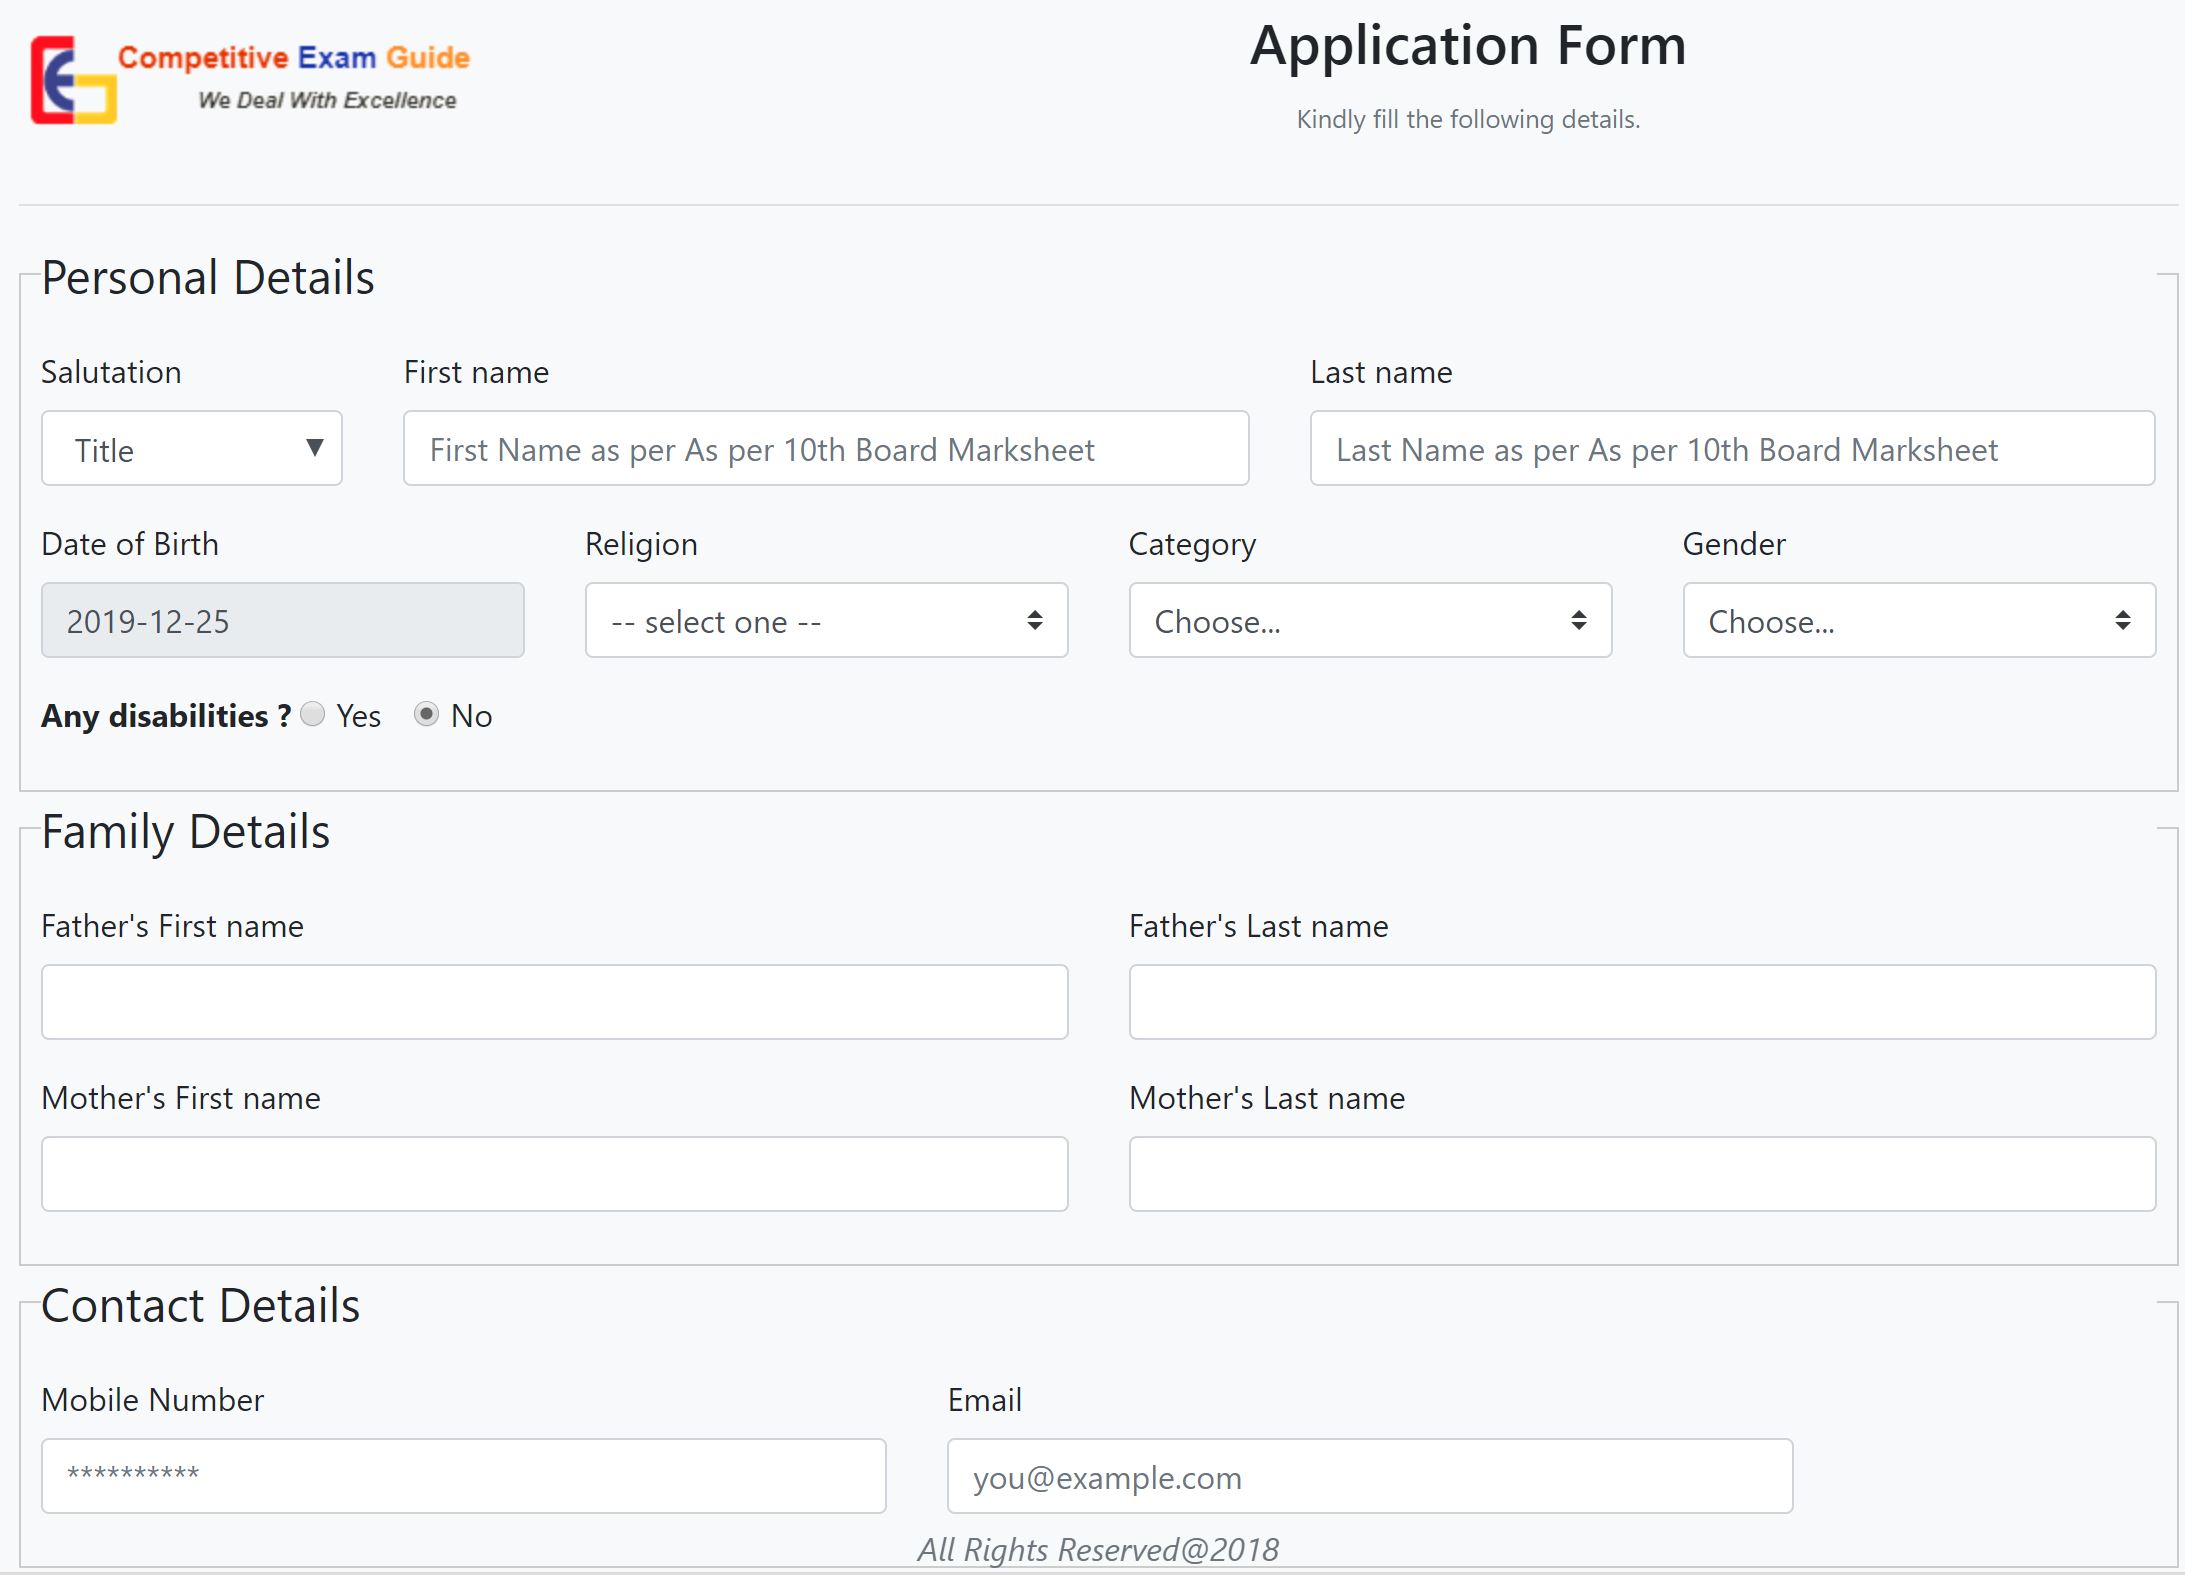 Competitive Exam Guide
We Deal With Excellence
Application Form
Kindly fill the following details.
Personal Details
Salutation First name Last name
Title First Name as per As per 10th Board Marksheet Last Name as per As per 10th Board Marksheet
Date of Birth Religion Category Gender
2019-12-25 -- select one -- Choose... Choose...
Any disabilities ? Yes No
Family Details
Father's First name Father's Last name
Mother's First name Mother's Last name
Contact Details
Mobile Number Email
********** you@example.com
All Rights Reserved@2018